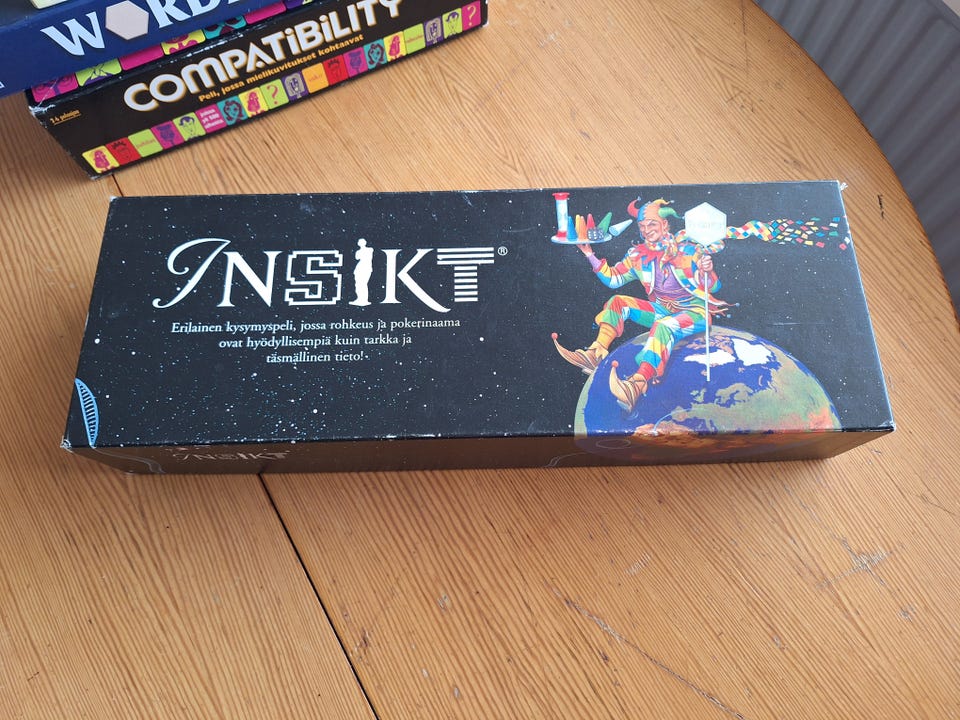 COMPATiBiLiTY
Peli, jossa mielikuvitukset kohtaavat
INSIKT®
Erilainen kysymyspeli, jossa rohkeus ja pokerinaama
ovat hyödyllisempiä kuin tarkka ja
täsmällinen tieto!
INSIKT